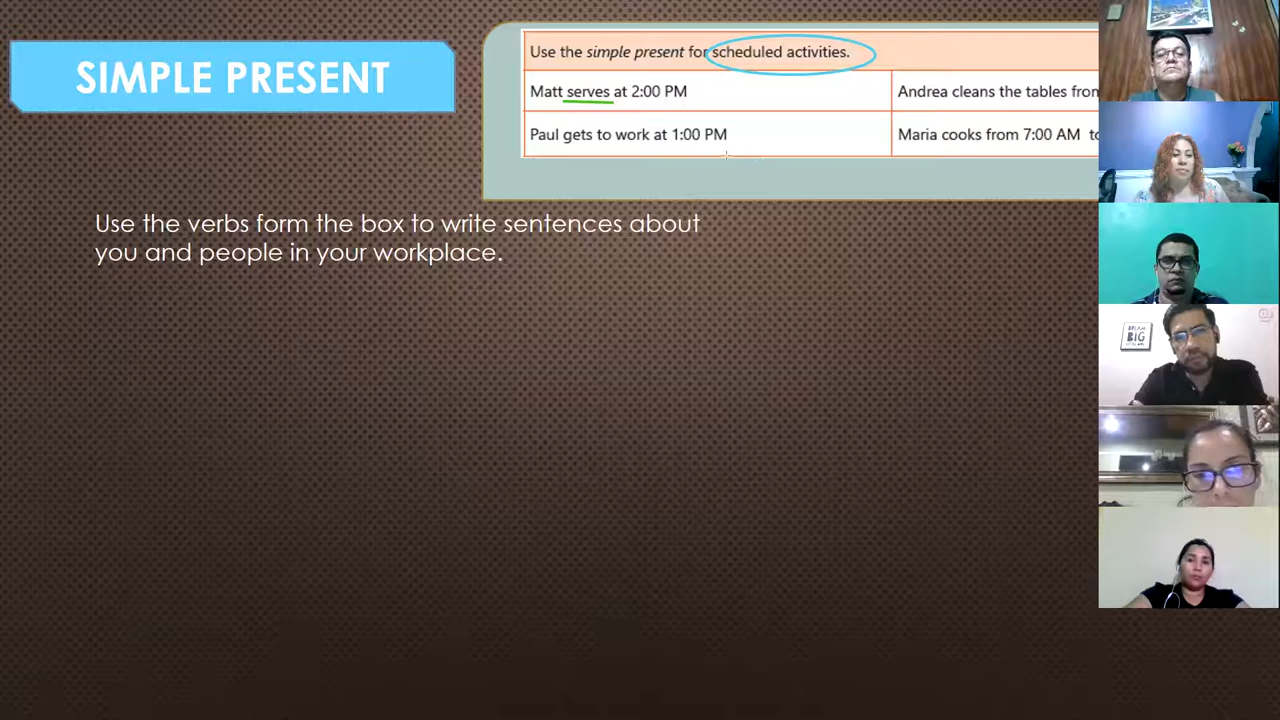 SIMPLE PRESENT
Use the simple present for scheduled activities.
Matt serves at 2:00 PM
Andrea cleans the tables from
Paul gets to work at 1:00 PM
Maria cooks from 7:00 AM to
Use the verbs form the box to write sentences about
you and people in your workplace.
DREAM
BIG